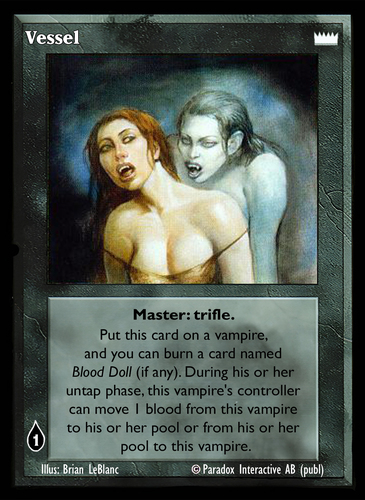 Vessel
Master: trifle.
Put this card on a vampire,
and you can burn a card named
Blood Doll (if any). During his or her
untap phase, this vampire's controller
can move 1 blood from this vampire
to his or her pool or from his or her
pool to this vampire.
1
Illus: Brian LeBlanc
© Paradox Interactive AB (publ)